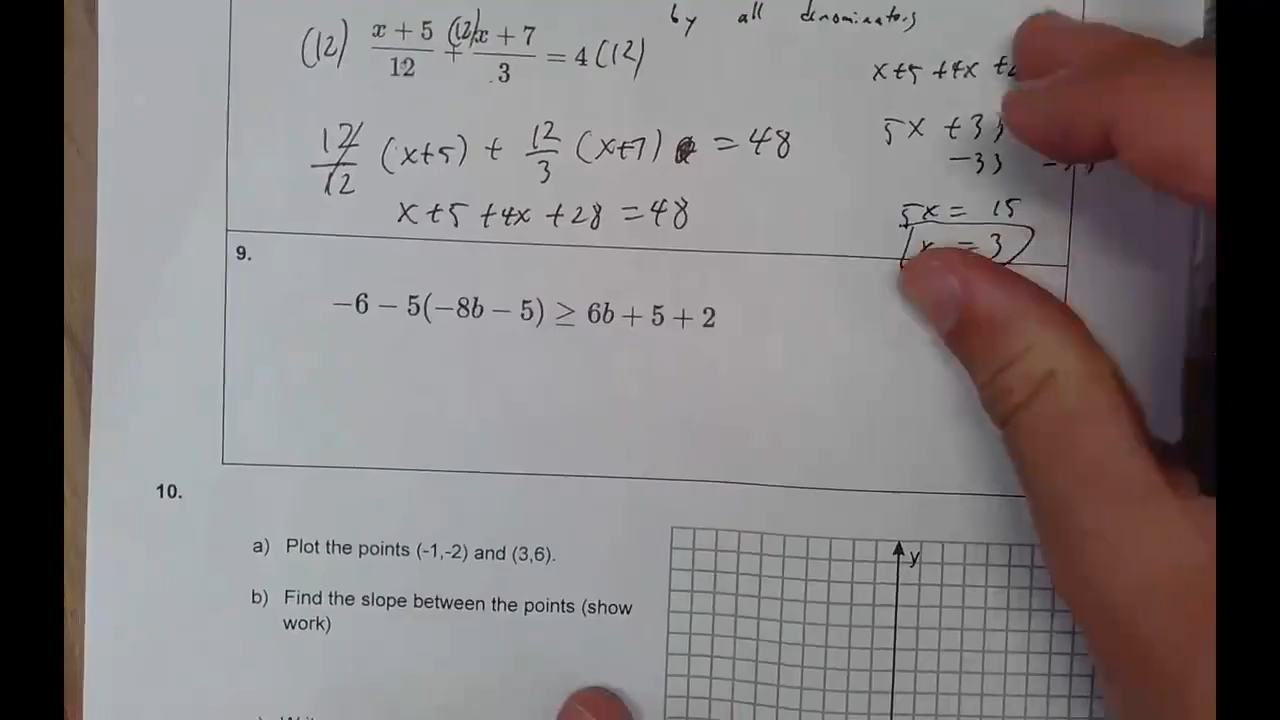 by all denominators
(12) x + 5/12 + (12) x + 7/3 = 4 (12)
x+5 +4x +
12/12 (x+5) + 12/3 (x+7) = 48
5x + 33
-33
x+5 +4x +28 = 48
5x = 15
x = 3
9.
−6 − 5(−8b − 5) ≥ 6b + 5 + 2
10.
a) Plot the points (-1,-2) and (3,6).
y
b) Find the slope between the points (show
work)